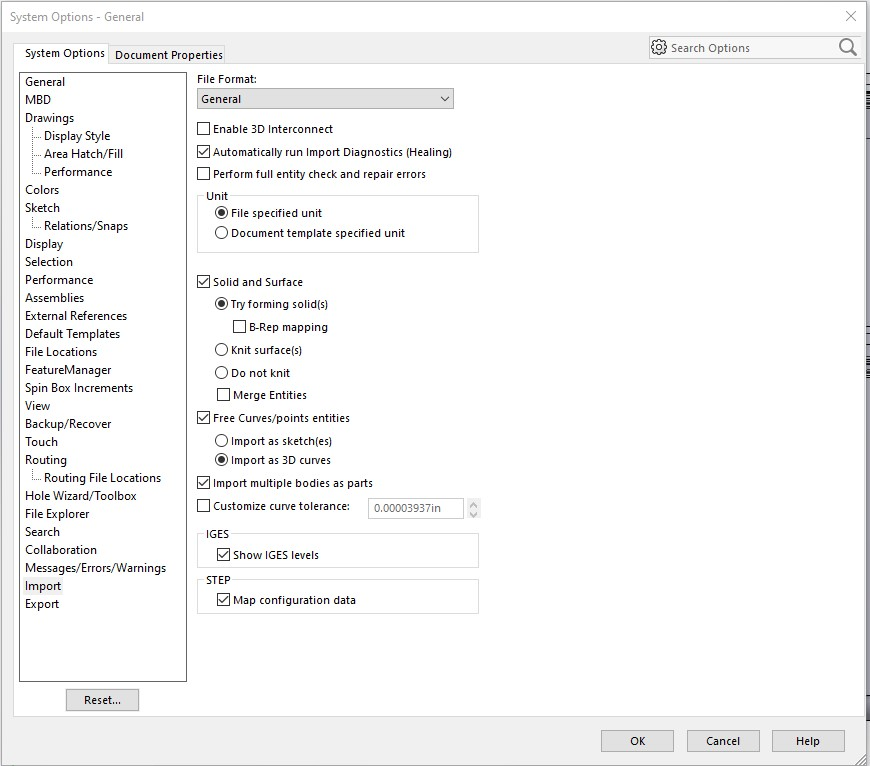 System Options - General
System Options
Document Properties
Search Options
General
MBD
Drawings
Display Style
Area Hatch/Fill
Performance
Colors
Sketch
Relations/Snaps
Display
Selection
Performance
Assemblies
External References
Default Templates
File Locations
FeatureManager
Spin Box Increments
View
Backup/Recover
Touch
Routing
Routing File Locations
Hole Wizard/Toolbox
File Explorer
Search
Collaboration
Messages/Errors/Warnings
Import
Export
Reset...
File Format:
General
Enable 3D Interconnect
Automatically run Import Diagnostics (Healing)
Perform full entity check and repair errors
Unit
File specified unit
Document template specified unit
Solid and Surface
Try forming solid(s)
B-Rep mapping
Knit surface(s)
Do not knit
Merge Entities
Free Curves/points entities
Import as sketch(es)
Import as 3D curves
Import multiple bodies as parts
Customize curve tolerance: 0.00003937in
IGES
Show IGES levels
STEP
Map configuration data
OK
Cancel
Help